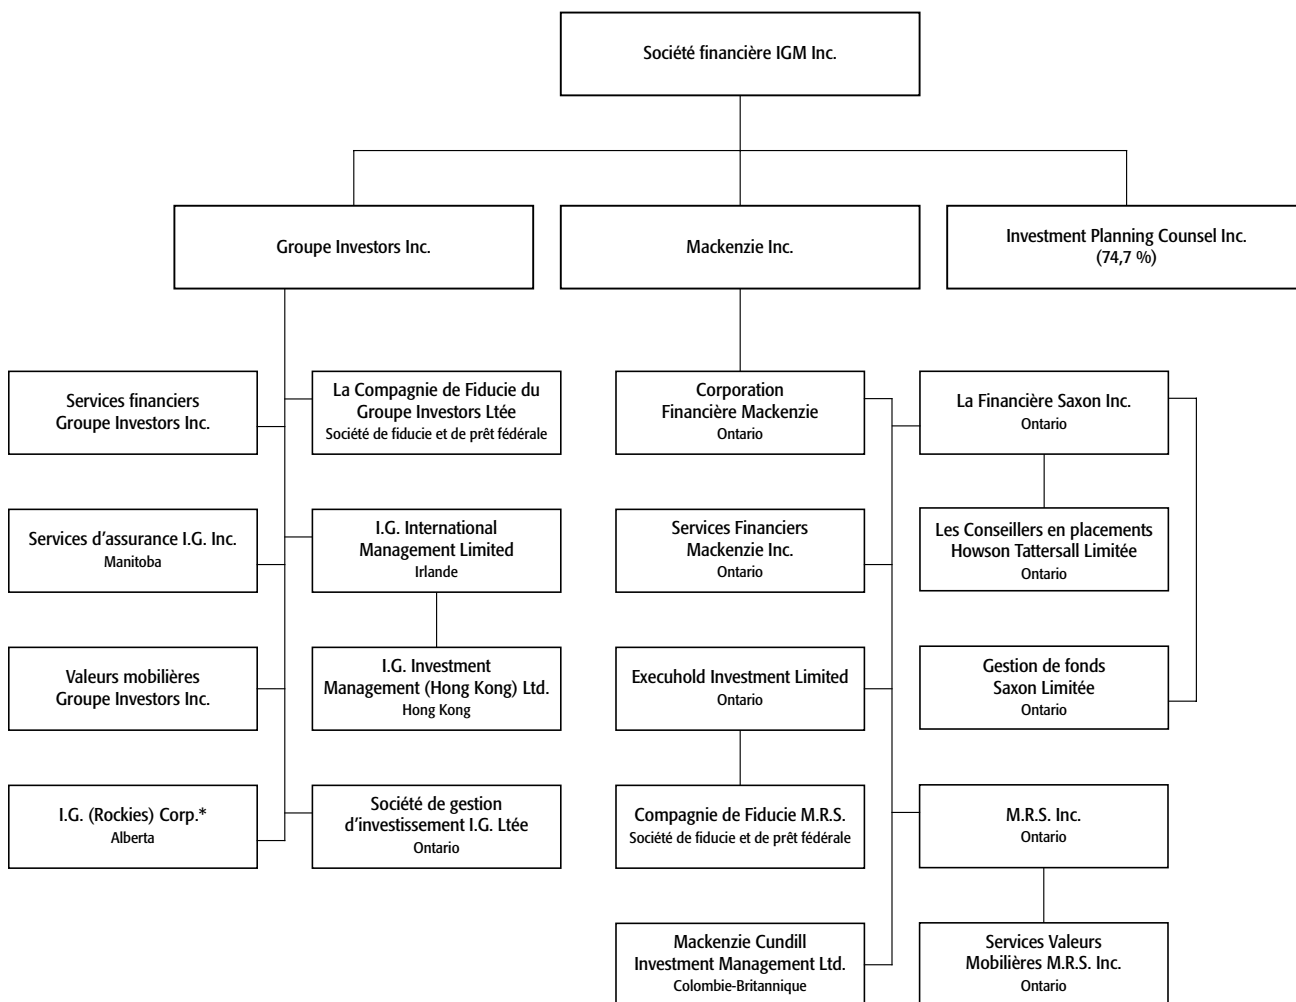 Société financière IGM Inc.
Groupe Investors Inc.
Mackenzie Inc.
Investment Planning Counsel Inc.
(74,7 %)
Services financiers
Groupe Investors Inc.
La Compagnie de Fiducie du
Groupe Investors Ltée
Société de fiducie et de prêt fédérale
Corporation
Financière Mackenzie
Ontario
La Financière Saxon Inc.
Ontario
Services d'assurance I.G. Inc.
Manitoba
I.G. International
Management Limited
Irlande
Services Financiers
Mackenzie Inc.
Ontario
Les Conseillers en placements
Howson Tattersall Limitée
Ontario
Valeurs mobilières
Groupe Investors Inc.
I.G. Investment
Management (Hong Kong) Ltd.
Hong Kong
Execuhold Investment Limited
Ontario
Gestion de fonds
Saxon Limitée
Ontario
I.G. (Rockies) Corp.*
Alberta
Société de gestion
d'investissement I.G. Ltée
Ontario
Compagnie de Fiducie M.R.S.
Société de fiducie et de prêt fédérale
M.R.S. Inc.
Ontario
Mackenzie Cundill
Investment Management Ltd.
Colombie-Britannique
Services Valeurs
Mobilières M.R.S. Inc.
Ontario